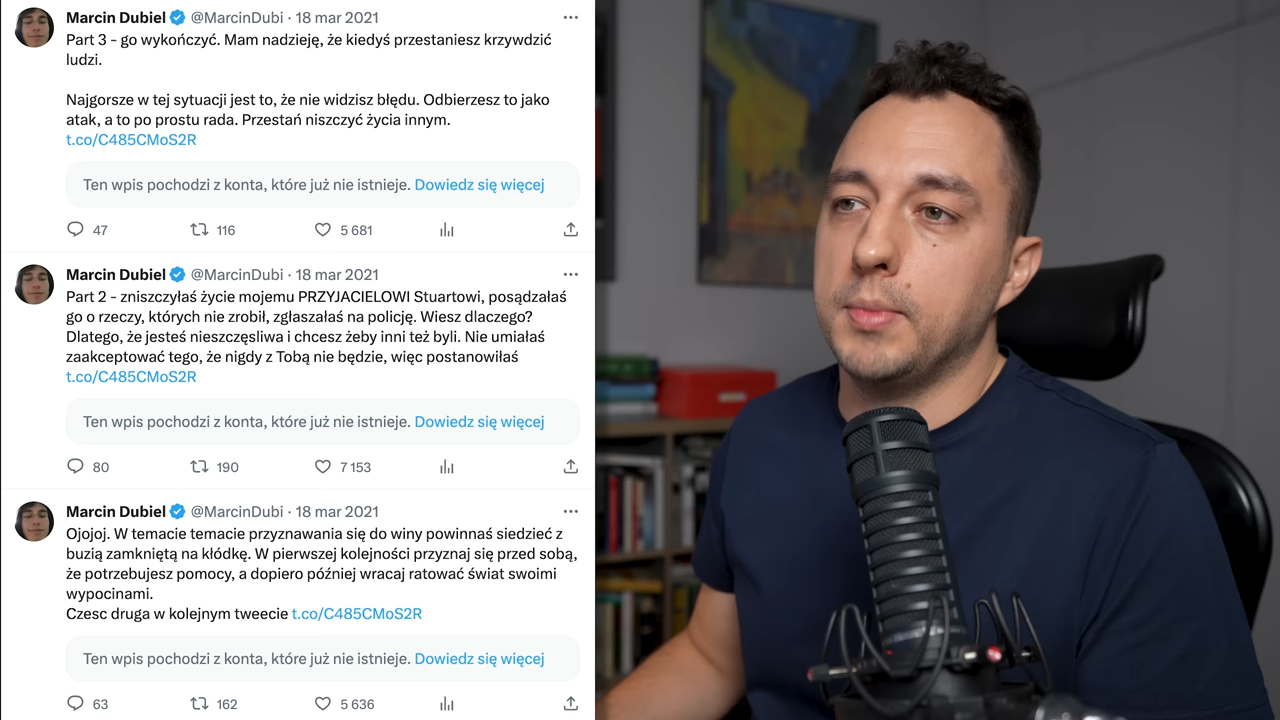 Marcin Dubiel @MarcinDubi · 18 mar 2021
Part 3 - go wykończyć. Mam nadzieję, że kiedyś przestaniesz krzywdzić
ludzi.
Najgorsze w tej sytuacji jest to, że nie widzisz błędu. Odbierzesz to jako
atak, a to po prostu rada. Przestań niszczyć życia innym.
t.co/C485CMoS2R
Ten wpis pochodzi z konta, które już nie istnieje. Dowiedz się więcej
47 116 5 681
Marcin Dubiel @MarcinDubi · 18 mar 2021
Part 2 - zniszczyłaś życie mojemu PRZYJACIELOWI Stuartowi, posądzałaś
go o rzeczy, których nie zrobił, zgłaszałaś na policję. Wiesz dlaczego?
Dlatego, że jesteś nieszczęsliwa i chcesz żeby inni też byli. Nie umiałaś
zaakceptować tego, że nigdy z Tobą nie będzie, więc postanowiłaś
t.co/C485CMoS2R
Ten wpis pochodzi z konta, które już nie istnieje. Dowiedz się więcej
80 190 7 153
Marcin Dubiel @MarcinDubi · 18 mar 2021
Ojojoj. W temacie temacie przyznawania się do winy powinnaś siedzieć z
buzią zamkniętą na kłódkę. W pierwszej kolejności przyznaj się przed sobą,
że potrzebujesz pomocy, a dopiero później wracaj ratować świat swoimi
wypocinami.
Czesc druga w kolejnym tweecie t.co/C485CMoS2R
Ten wpis pochodzi z konta, które już nie istnieje. Dowiedz się więcej
63 162 5 636